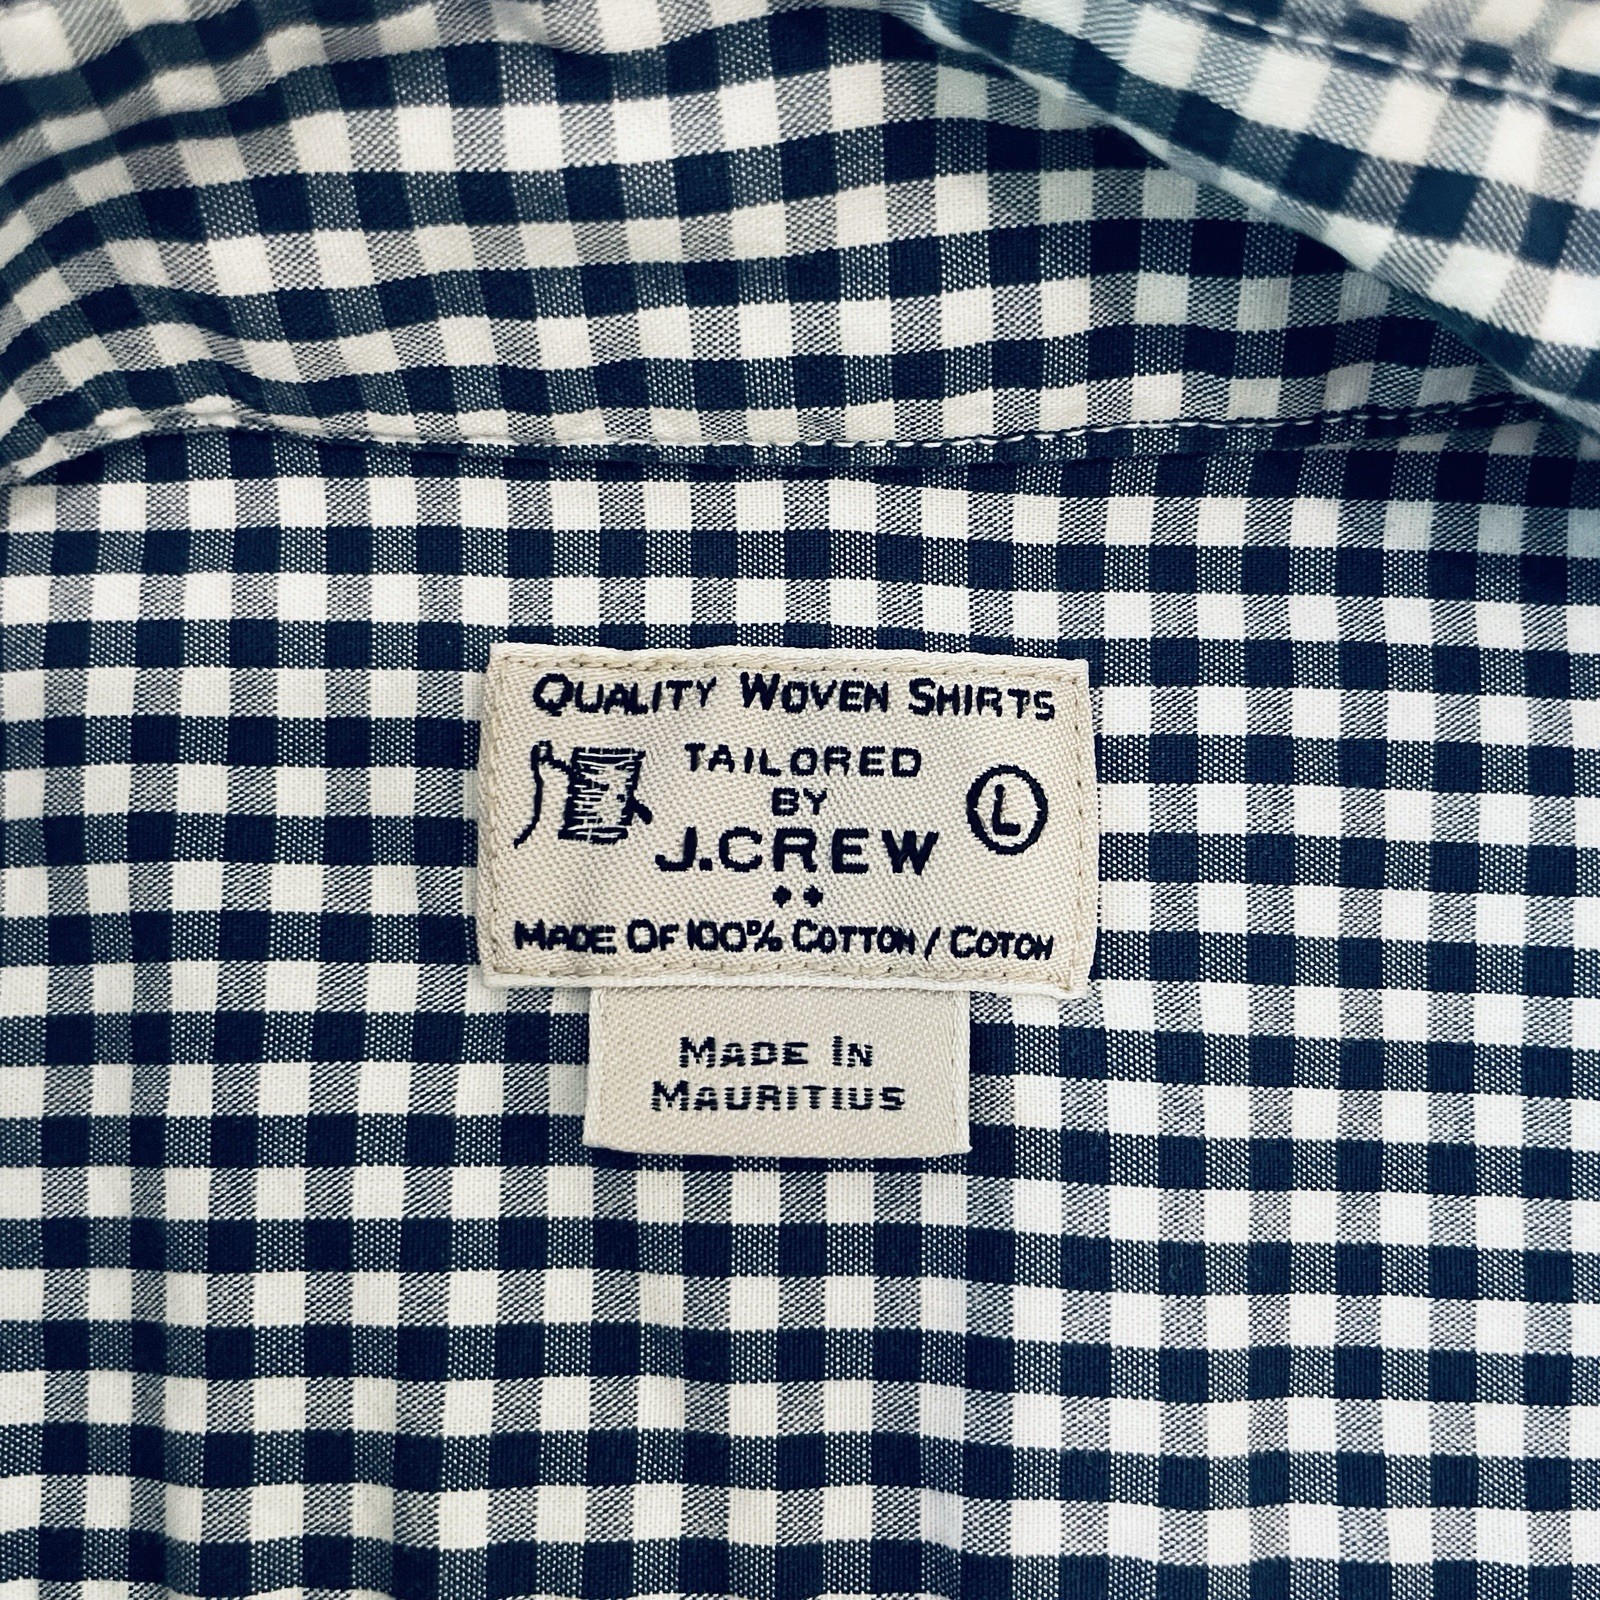 QUALITY WOVEN SHIRTS
TAILORED
BY
J.CREW
L
MADE OF 100% COTTON / COTON
MADE IN
MAURITIUS